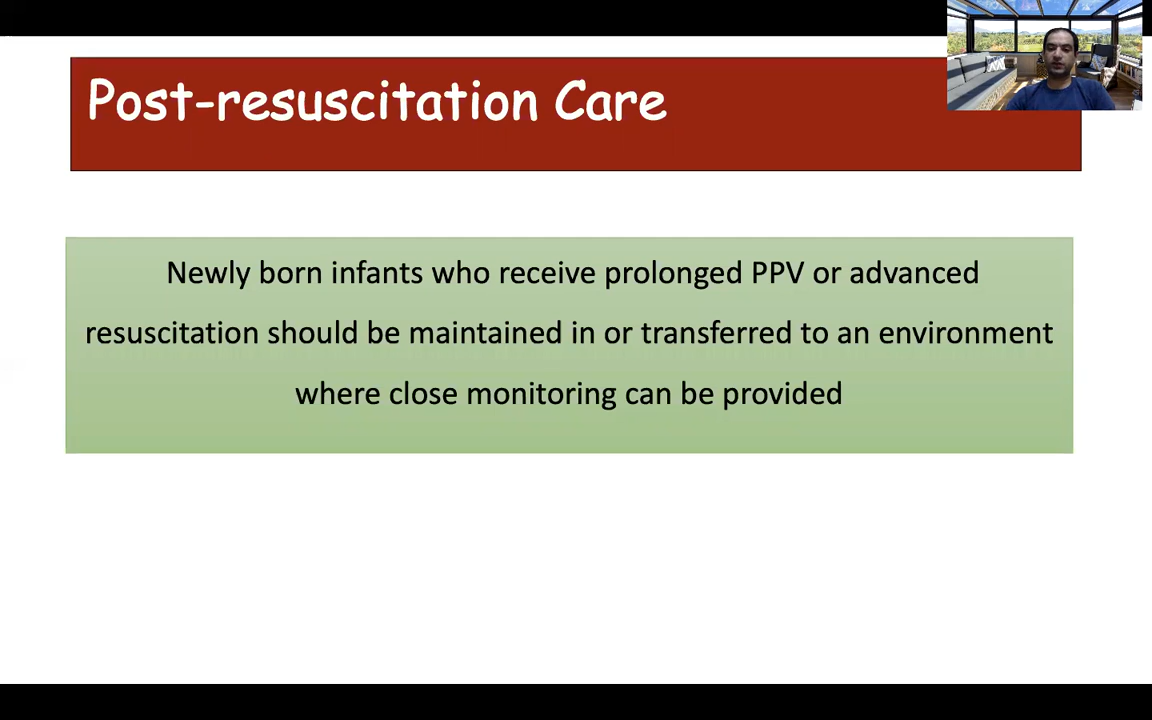 Post-resuscitation Care
Newly born infants who receive prolonged PPV or advanced
resuscitation should be maintained in or transferred to an environment
where close monitoring can be provided